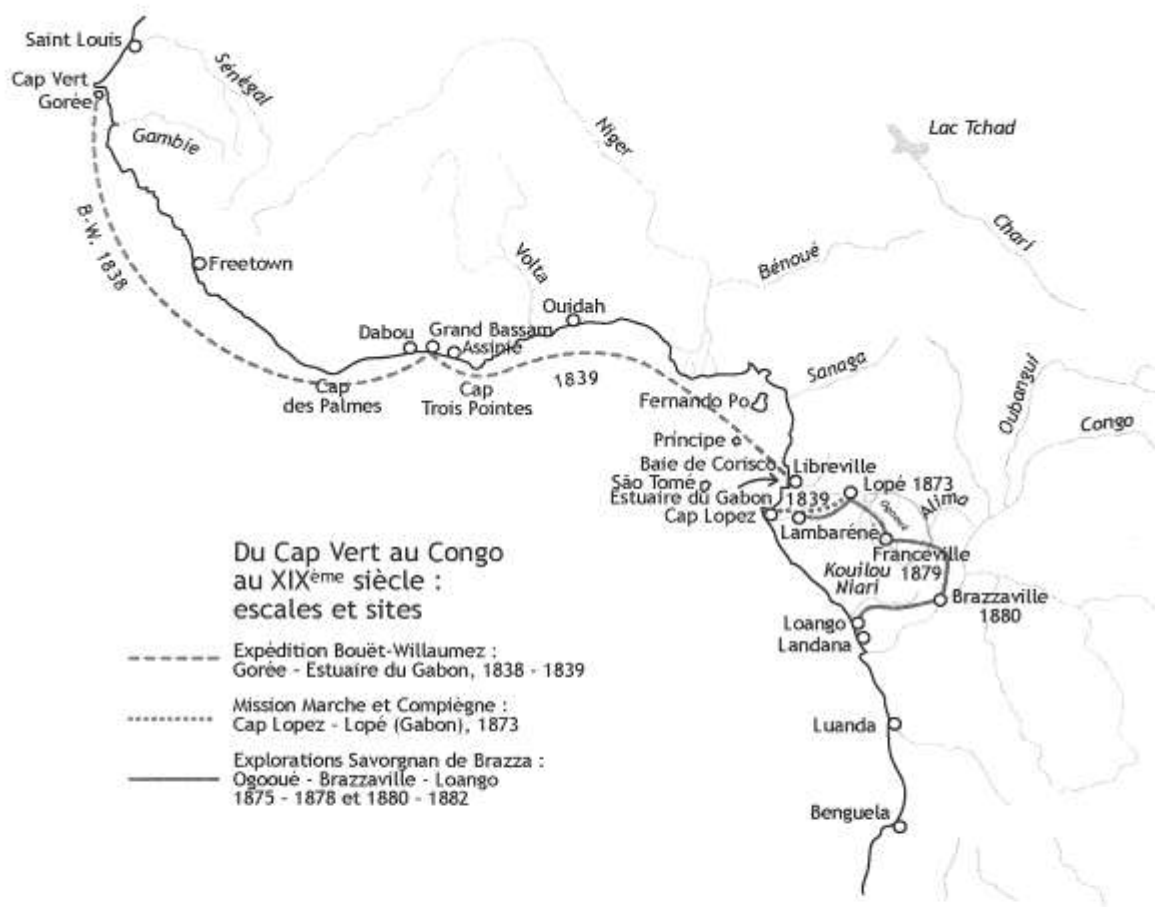 Saint Louis
Cap Vert
Gorée
Sénégal
Gambie
Niger
Lac Tchad
Chari
B-W. 1838
Freetown
Volta
Bénoué
Ouidah
Dabou
Grand Bassam
Assinie
Cap
des Palmes
Cap
Trois Pointes
1839
Sanaga
Fernando Po
Oubangui
Congo
Príncipe
Baie de Corisco
Libreville
São Tomé
Estuaire du Gabon
1839
Lopé 1873
Cap Lopez
Ogooué
Alima
Lambaréné
Franceville
1879
Kouilou
Niari
Brazzaville
1880
Loango
Landana
Luanda
Benguela
Du Cap Vert au Congo
au XIXème siècle :
escales et sites
Expédition Bouët-Willaumez :
Gorée - Estuaire du Gabon, 1838 - 1839
Mission Marche et Compiègne :
Cap Lopez - Lopé (Gabon), 1873
Explorations Savorgnan de Brazza :
Ogooué - Brazzaville - Loango
1875 - 1878 et 1880 - 1882